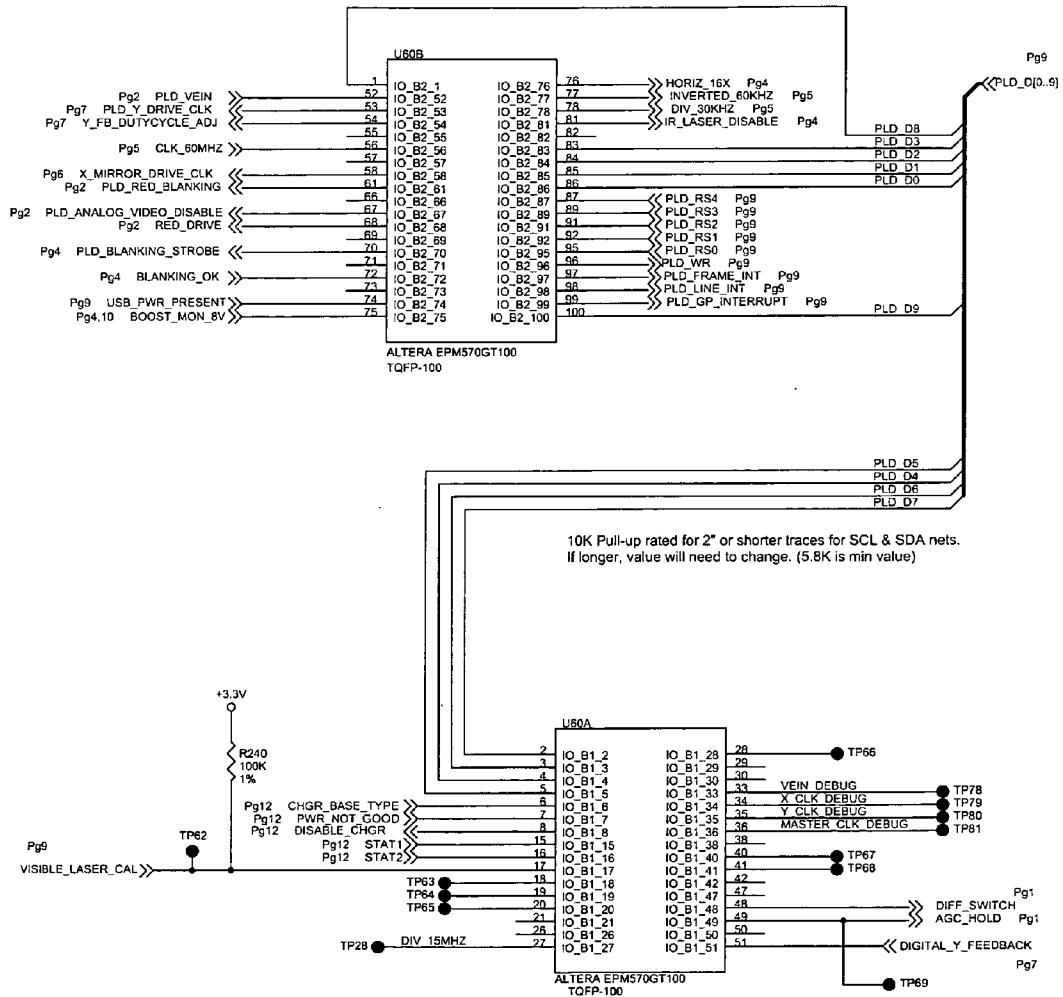 U60B
Pg9
PLD_D[0..9]
1 IO_B2_1 IO_B2_76 76 HORIZ_16X Pg4
Pg2 PLD_VEIN 52 IO_B2_52 IO_B2_77 77 INVERTED_60KHZ Pg5
Pg7 PLD_Y_DRIVE_CLK 53 IO_B2_53 IO_B2_78 78 DIV_30KHZ Pg5
Pg7 Y_FB_DUTYCYCLE_ADJ 54 IO_B2_54 IO_B2_81 81 IR_LASER_DISABLE Pg4
55 IO_B2_55 IO_B2_82 82 PLD_D8
Pg5 CLK_60MHZ 56 IO_B2_56 IO_B2_83 83 PLD_D3
57 IO_B2_57 IO_B2_84 84 PLD_D2
Pg6 X_MIRROR_DRIVE_CLK 58 IO_B2_58 IO_B2_85 85 PLD_D1
Pg2 PLD_RED_BLANKING 61 IO_B2_61 IO_B2_86 86 PLD_D0
66 IO_B2_66 IO_B2_87 87 PLD_RS4 Pg9
Pg2 PLD_ANALOG_VIDEO_DISABLE 67 IO_B2_67 IO_B2_89 89 PLD_RS3 Pg9
Pg2 RED_DRIVE 68 IO_B2_68 IO_B2_91 91 PLD_RS2 Pg9
69 IO_B2_69 IO_B2_92 92 PLD_RS1 Pg9
Pg4 PLD_BLANKING_STROBE 70 IO_B2_70 IO_B2_95 95 PLD_RS0 Pg9
71 IO_B2_71 IO_B2_96 96 PLD_WR Pg9
Pg4 BLANKING_OK 72 IO_B2_72 IO_B2_97 97 PLD_FRAME_INT Pg9
73 IO_B2_73 IO_B2_98 98 PLD_LINE_INT Pg9
Pg9 USB_PWR_PRESENT 74 IO_B2_74 IO_B2_99 99 PLD_GP_INTERRUPT Pg9
Pg4,10 BOOST_MON_8V 75 IO_B2_75 IO_B2_100 100 PLD_D9
ALTERA EPM570GT100
TQFP-100
PLD_D5
PLD_D4
PLD_D6
PLD_D7
10K Pull-up rated for 2" or shorter traces for SCL & SDA nets.
If longer, value will need to change. (5.8K is min value)
+3.3V
R240
100K
1%
U60A
2 IO_B1_2 IO_B1_28 28 TP66
3 IO_B1_3 IO_B1_29 29
4 IO_B1_4 IO_B1_30 30
5 IO_B1_5 IO_B1_33 33 VEIN_DEBUG TP78
Pg12 CHGR_BASE_TYPE 6 IO_B1_6 IO_B1_34 34 X_CLK_DEBUG TP79
Pg12 PWR_NOT_GOOD 7 IO_B1_7 IO_B1_35 35 Y_CLK_DEBUG TP80
Pg12 DISABLE_CHGR 8 IO_B1_8 IO_B1_36 36 MASTER_CLK_DEBUG TP81
Pg12 STAT1 15 IO_B1_15 IO_B1_38 38
Pg12 STAT2 16 IO_B1_16 IO_B1_40 40 TP67
Pg9
VISIBLE_LASER_CAL TP62 17 IO_B1_17 IO_B1_41 41 TP68
TP63 18 IO_B1_18 IO_B1_42 42
TP64 19 IO_B1_19 IO_B1_47 47
TP65 20 IO_B1_20 IO_B1_48 48 DIFF_SWITCH Pg1
21 IO_B1_21 IO_B1_49 49 AGC_HOLD Pg1
26 IO_B1_26 IO_B1_50 50
TP28 DIV_15MHZ 27 IO_B1_27 IO_B1_51 51 DIGITAL_Y_FEEDBACK
Pg7
TP69
ALTERA EPM570GT100
TQFP-100